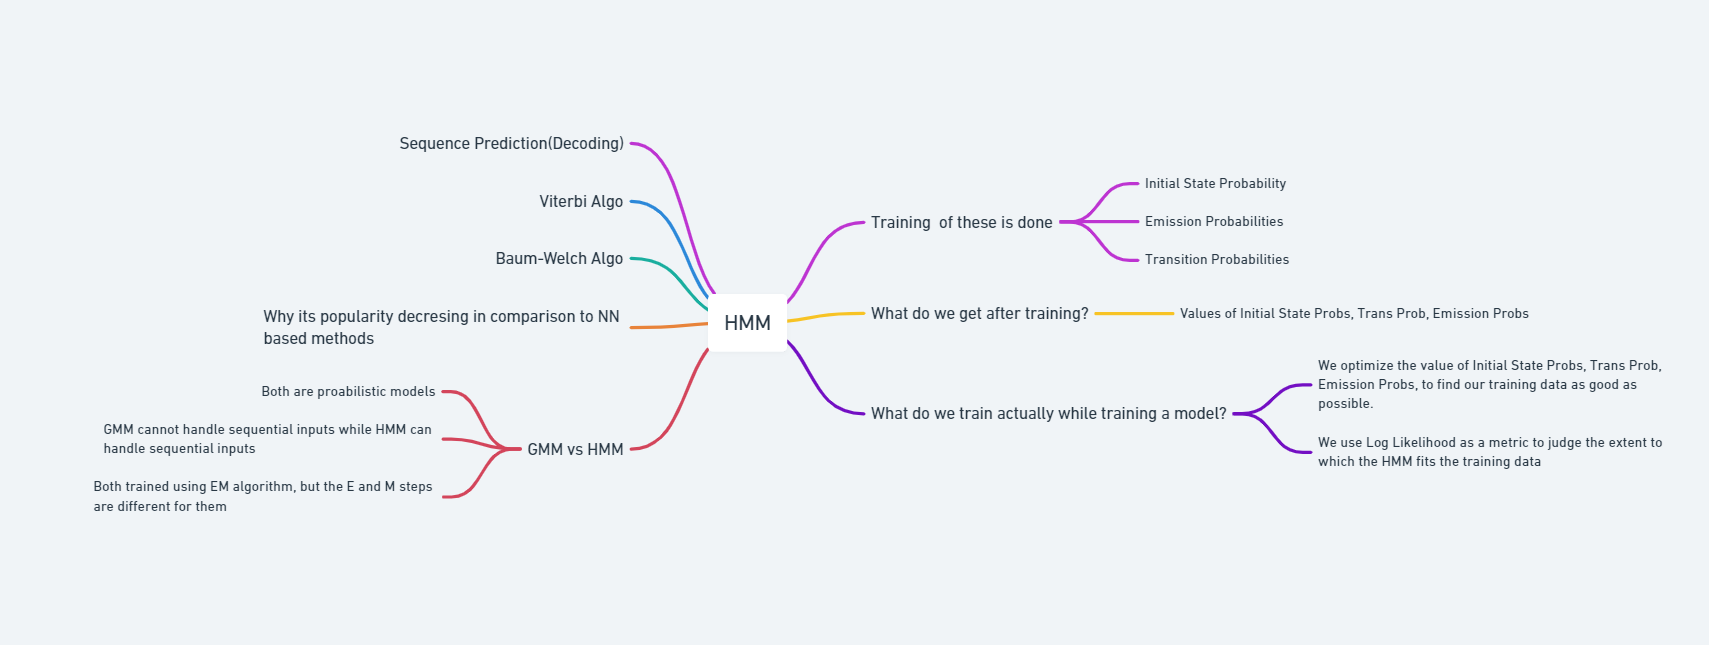 Sequence Prediction(Decoding)
Viterbi Algo
Baum-Welch Algo
Why its popularity decresing in comparison to NN
based methods
Both are proabilistic models
GMM cannot handle sequential inputs while HMM can
handle sequential inputs
Both trained using EM algorithm, but the E and M steps
are different for them
GMM vs HMM
HMM
Training  of these is done
Initial State Probability
Emission Probabilities
Transition Probabilities
What do we get after training?
Values of Initial State Probs, Trans Prob, Emission Probs
What do we train actually while training a model?
We optimize the value of Initial State Probs, Trans Prob,
Emission Probs, to find our training data as good as
possible.
We use Log Likelihood as a metric to judge the extent to
which the HMM fits the training data